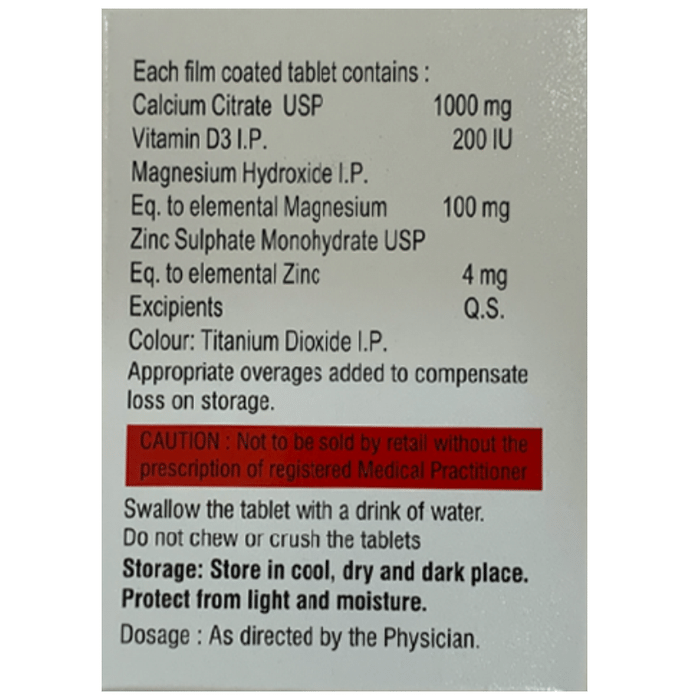 Each film coated tablet contains :
Calcium Citrate USP 1000 mg
Vitamin D3 I.P. 200 IU
Magnesium Hydroxide I.P.
Eq. to elemental Magnesium 100 mg
Zinc Sulphate Monohydrate USP
Eq. to elemental Zinc 4 mg
Excipients Q.S.
Colour: Titanium Dioxide I.P.
Appropriate overages added to compensate
loss on storage.
CAUTION : Not to be sold by retail without the
prescription of registered Medical Practitioner
Swallow the tablet with a drink of water.
Do not chew or crush the tablets
Storage: Store in cool, dry and dark place.
Protect from light and moisture.
Dosage : As directed by the Physician.